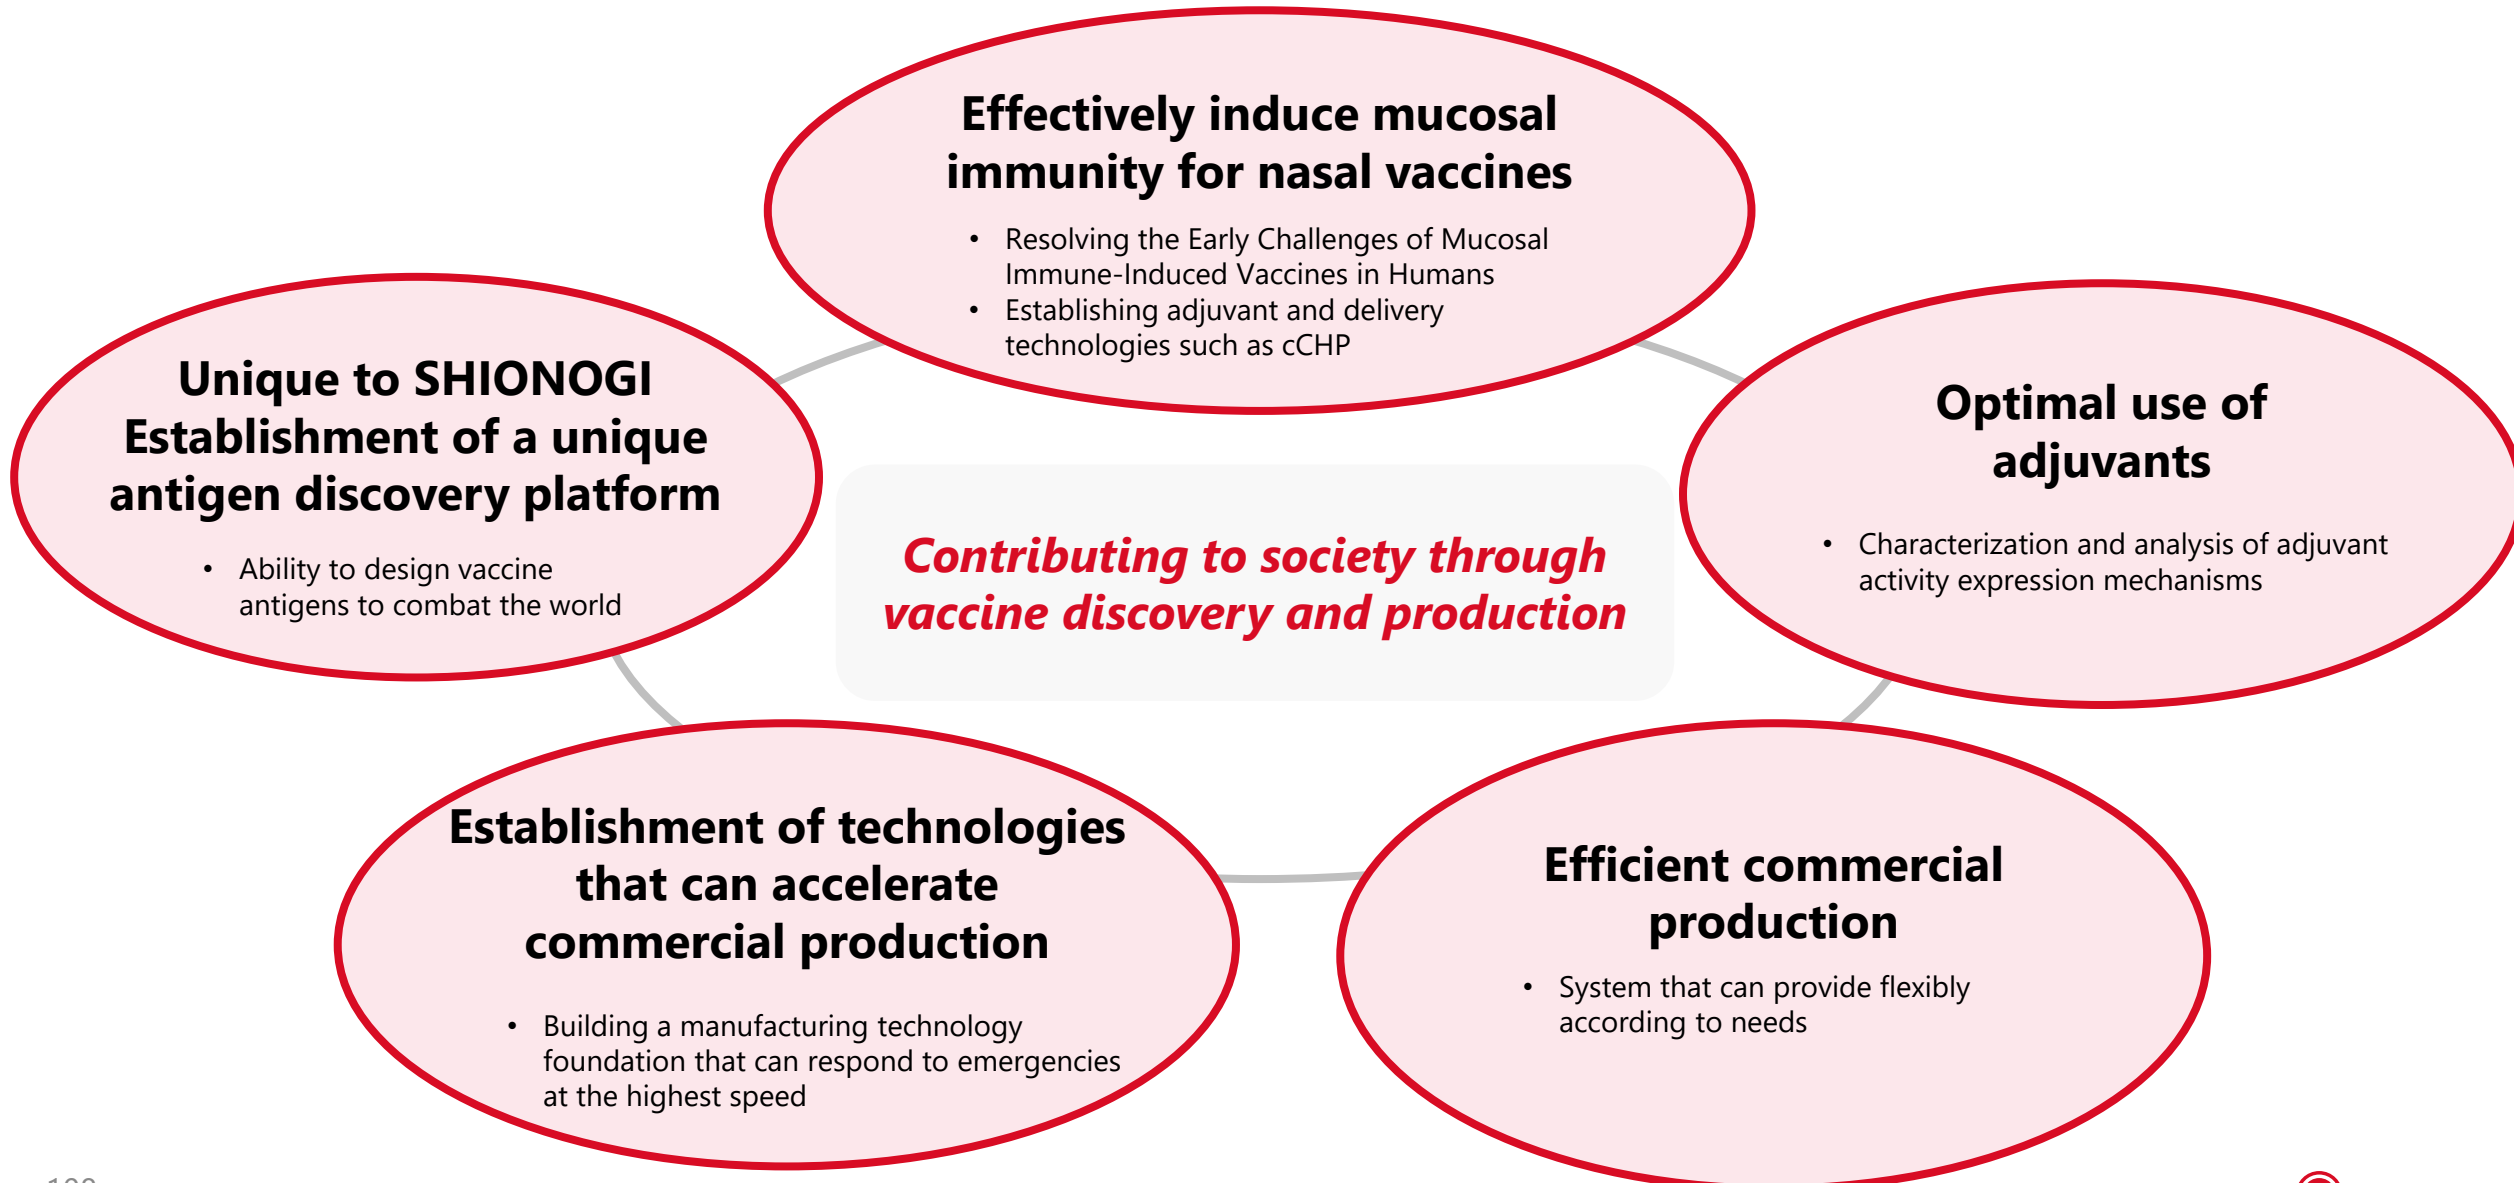 Effectively induce mucosal
immunity for nasal vaccines
• Resolving the Early Challenges of Mucosal
Immune-Induced Vaccines in Humans
• Establishing adjuvant and delivery
technologies such as cCHP
Unique to SHIONOGI
Establishment of a unique
antigen discovery platform
• Ability to design vaccine
antigens to combat the world
Optimal use of
adjuvants
• Characterization and analysis of adjuvant
activity expression mechanisms
Contributing to society through
vaccine discovery and production
Establishment of technologies
that can accelerate
commercial production
• Building a manufacturing technology
foundation that can respond to emergencies
at the highest speed
Efficient commercial
production
• System that can provide flexibly
according to needs